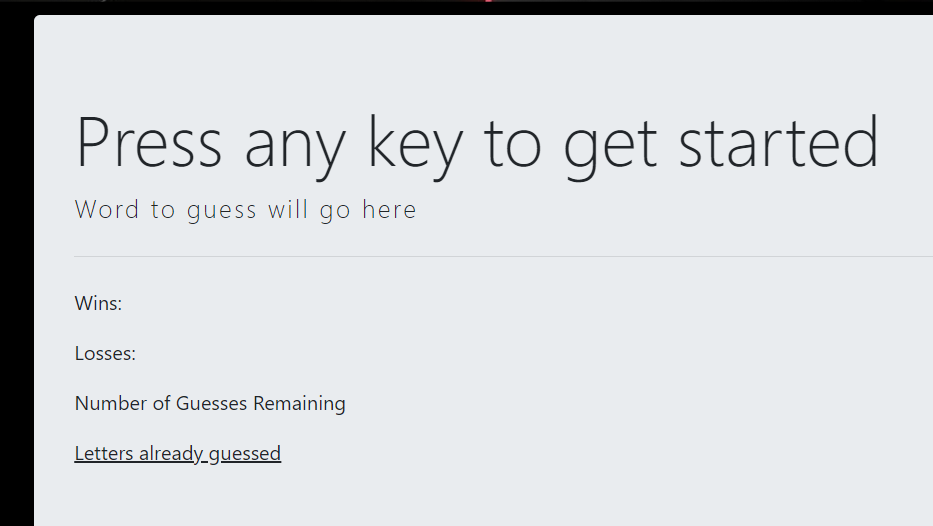 Press any key to get started
Word to guess will go here
Wins:
Losses:
Number of Guesses Remaining
Letters already guessed